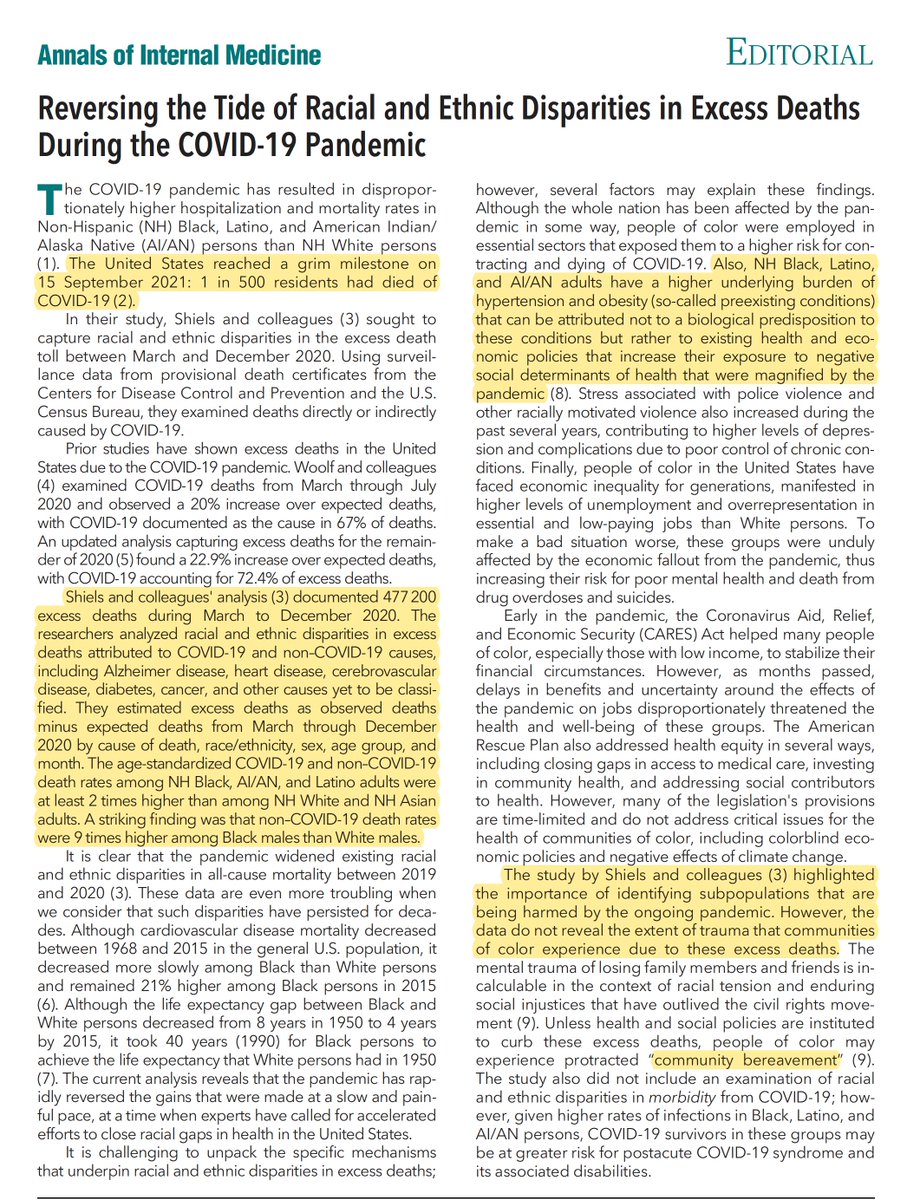 Annals of Internal Medicine
EDITORIAL
Reversing the Tide of Racial and Ethnic Disparities in Excess Deaths
During the COVID-19 Pandemic
The COVID-19 pandemic has resulted in dispropor-
tionately higher hospitalization and mortality rates in
Non-Hispanic (NH) Black, Latino, and American Indian/
Alaska Native (AI/AN) persons than NH White persons
(1). The United States reached a grim milestone on
15 September 2021: 1 in 500 residents had died of
COVID-19 (2).
In their study, Shiels and colleagues (3) sought to
capture racial and ethnic disparities in the excess death
toll between March and December 2020. Using surveil-
lance data from provisional death certificates from the
Centers for Disease Control and Prevention and the U.S.
Census Bureau, they examined deaths directly or indirectly
caused by COVID-19.
Prior studies have shown excess deaths in the United
States due to the COVID-19 pandemic. Woolf and colleagues
(4) examined COVID-19 deaths from March through July
2020 and observed a 20% increase over expected deaths,
with COVID-19 documented as the cause in 67% of deaths.
An updated analysis capturing excess deaths for the remain-
der of 2020 (5) found a 22.9% increase over expected deaths,
with COVID-19 accounting for 72.4% of excess deaths.
Shiels and colleagues' analysis (3) documented 477 200
excess deaths during March to December 2020. The
researchers analyzed racial and ethnic disparities in excess
deaths attributed to COVID-19 and non–COVID-19 causes,
including Alzheimer disease, heart disease, cerebrovascular
disease, diabetes, cancer, and other causes yet to be classi-
fied. They estimated excess deaths as observed deaths
minus expected deaths from March through December
2020 by cause of death, race/ethnicity, sex, age group, and
month. The age-standardized COVID-19 and non–COVID-19
death rates among NH Black, AI/AN, and Latino adults were
at least 2 times higher than among NH White and NH Asian
adults. A striking finding was that non–COVID-19 death rates
were 9 times higher among Black males than White males.
It is clear that the pandemic widened existing racial
and ethnic disparities in all-cause mortality between 2019
and 2020 (3). These data are even more troubling when
we consider that such disparities have persisted for deca-
des. Although cardiovascular disease mortality decreased
between 1968 and 2015 in the general U.S. population, it
decreased more slowly among Black than White persons
and remained 21% higher among Black persons in 2015
(6). Although the life expectancy gap between Black and
White persons decreased from 8 years in 1950 to 4 years
by 2015, it took 40 years (1990) for Black persons to
achieve the life expectancy that White persons had in 1950
(7). The current analysis reveals that the pandemic has rap-
idly reversed the gains that were made at a slow and pain-
ful pace, at a time when experts have called for accelerated
efforts to close racial gaps in health in the United States.
It is challenging to unpack the specific mechanisms
that underpin racial and ethnic disparities in excess deaths;
however, several factors may explain these findings.
Although the whole nation has been affected by the pan-
demic in some way, people of color were employed in
essential sectors that exposed them to a higher risk for con-
tracting and dying of COVID-19. Also, NH Black, Latino,
and AI/AN adults have a higher underlying burden of
hypertension and obesity (so-called preexisting conditions)
that can be attributed not to a biological predisposition to
these conditions but rather to existing health and eco-
nomic policies that increase their exposure to negative
social determinants of health that were magnified by the
pandemic (8). Stress associated with police violence and
other racially motivated violence also increased during the
past several years, contributing to higher levels of depres-
sion and complications due to poor control of chronic con-
ditions. Finally, people of color in the United States have
faced economic inequality for generations, manifested in
higher levels of unemployment and overrepresentation in
essential and low-paying jobs than White persons. To
make a bad situation worse, these groups were unduly
affected by the economic fallout from the pandemic, thus
increasing their risk for poor mental health and death from
drug overdoses and suicides.
Early in the pandemic, the Coronavirus Aid, Relief,
and Economic Security (CARES) Act helped many people
of color, especially those with low income, to stabilize their
financial circumstances. However, as months passed,
delays in benefits and uncertainty around the effects of
the pandemic on jobs disproportionately threatened the
health and well-being of these groups. The American
Rescue Plan also addressed health equity in several ways,
including closing gaps in access to medical care, investing
in community health, and addressing social contributors
to health. However, many of the legislation's provisions
are time-limited and do not address critical issues for the
health of communities of color, including colorblind eco-
nomic policies and negative effects of climate change.
The study by Shiels and colleagues (3) highlighted
the importance of identifying subpopulations that are
being harmed by the ongoing pandemic. However, the
data do not reveal the extent of trauma that communities
of color experience due to these excess deaths. The
mental trauma of losing family members and friends is in-
calculable in the context of racial tension and enduring
social injustices that have outlived the civil rights move-
ment (9). Unless health and social policies are instituted
to curb these excess deaths, people of color may
experience protracted “community bereavement” (9).
The study also did not include an examination of racial
and ethnic disparities in morbidity from COVID-19; how-
ever, given higher rates of infections in Black, Latino, and
AI/AN persons, COVID-19 survivors in these groups may
be at greater risk for postacute COVID-19 syndrome and
its associated disabilities.